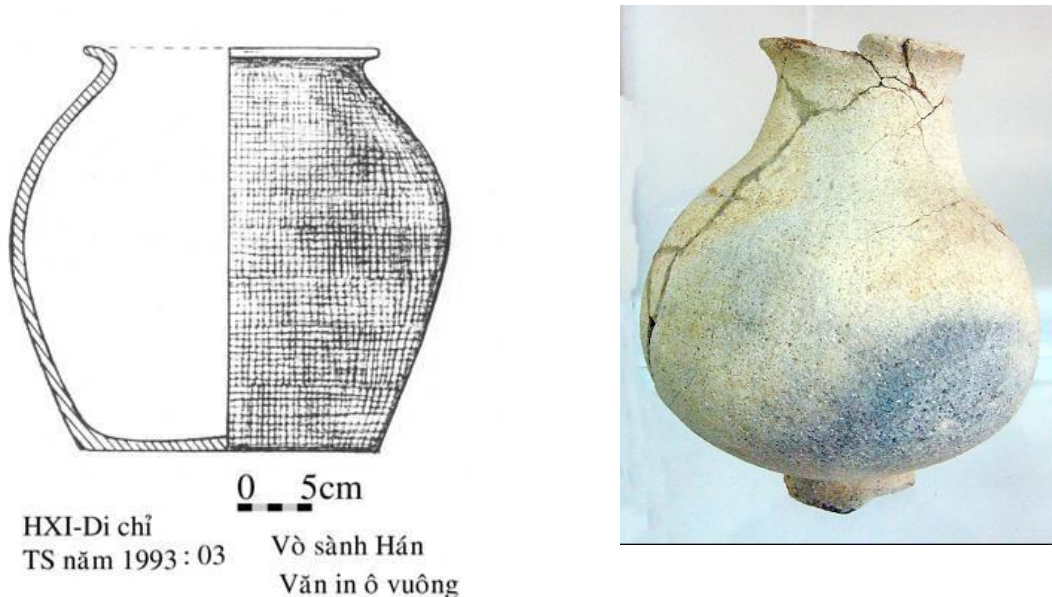 0 5cm
HXI-Di chỉ
TS năm 1993 : 03
Vò sành Hán
Văn in ô vuông